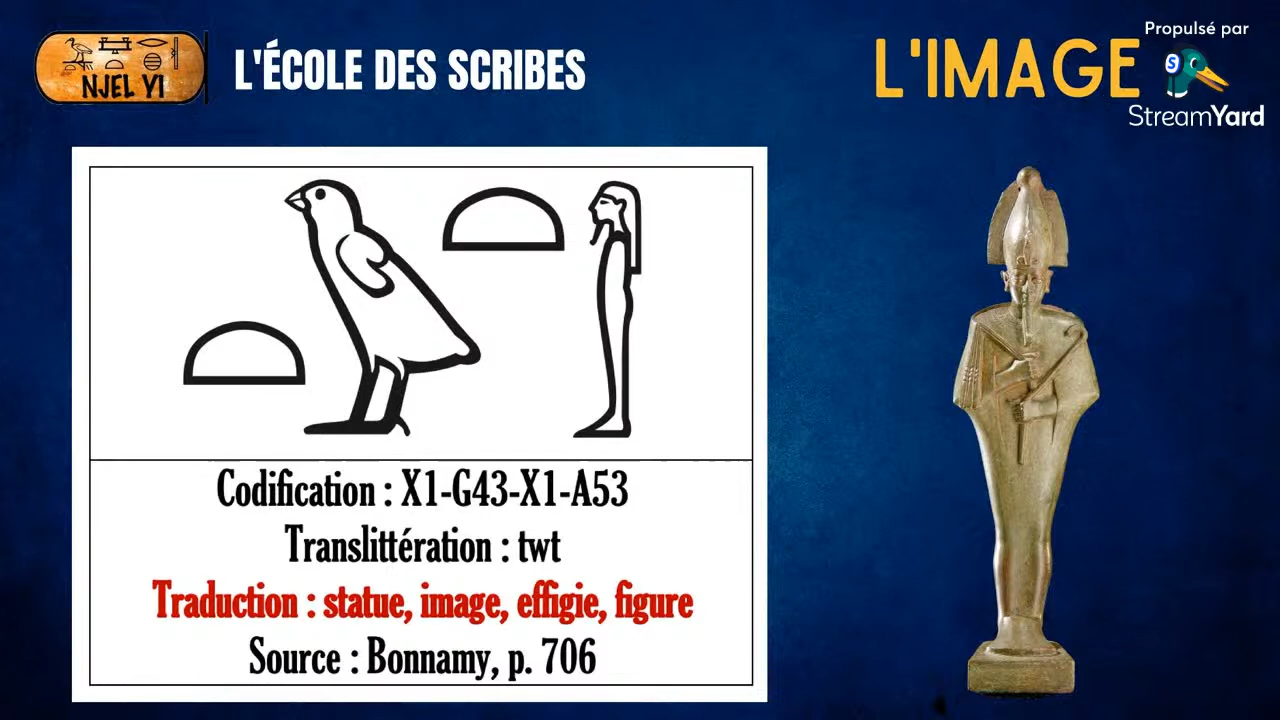 NJEL YI
L'ÉCOLE DES SCRIBES
L'IMAGE
Propulsé par
StreamYard
𓏏𓅱𓏏𓀾
Codification : X1-G43-X1-A53
Translittération : twt
Traduction : statue, image, effigie, figure
Source : Bonnamy, p. 706